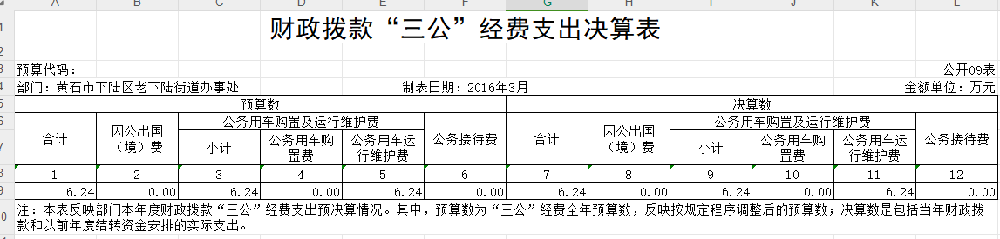 A B C D E F G H I J K L
1 财政拨款“三公”经费支出决算表
2
3 预算代码： 公开09表
4 部门：黄石市下陆区老下陆街道办事处 制表日期：2016年3月 金额单位：万元
5 预算数 决算数
6 合计 因公出国（境）费 公务用车购置及运行维护费 公务接待费 合计 因公出国（境）费 公务用车购置及运行维护费 公务接待费
7 小计 公务用车购置费 公务用车运行维护费 小计 公务用车购置费 公务用车运行维护费
8 1 2 3 4 5 6 7 8 9 10 11 12
9 6.24 0.00 6.24 0.00 6.24 0.00 6.24 0.00 6.24 0.00 6.24 0.00
0 注：本表反映部门本年度财政拨款“三公”经费支出预决算情况。其中，预算数为“三公”经费全年预算数，反映按规定程序调整后的预算数；决算数是包括当年财政拨
款和以前年度结转资金安排的实际支出。